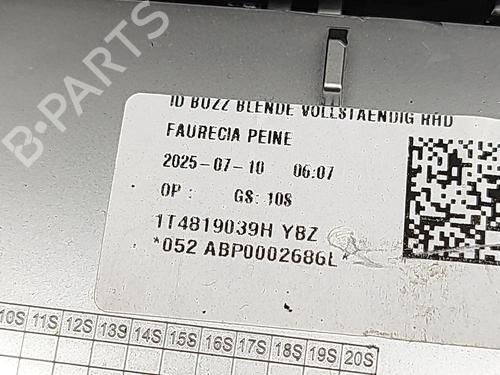 ID BUZZ BLENDE VOLLSTAENDIG RHD
FAURECIA PEINE
2025-07-10 06:07
OP : GS: 10S
1T4819039H YBZ
*052 ABP0002686L*
10S 11S 12S 13S 14S 15S 16S 17S 18S 19S 20S
B-Parts